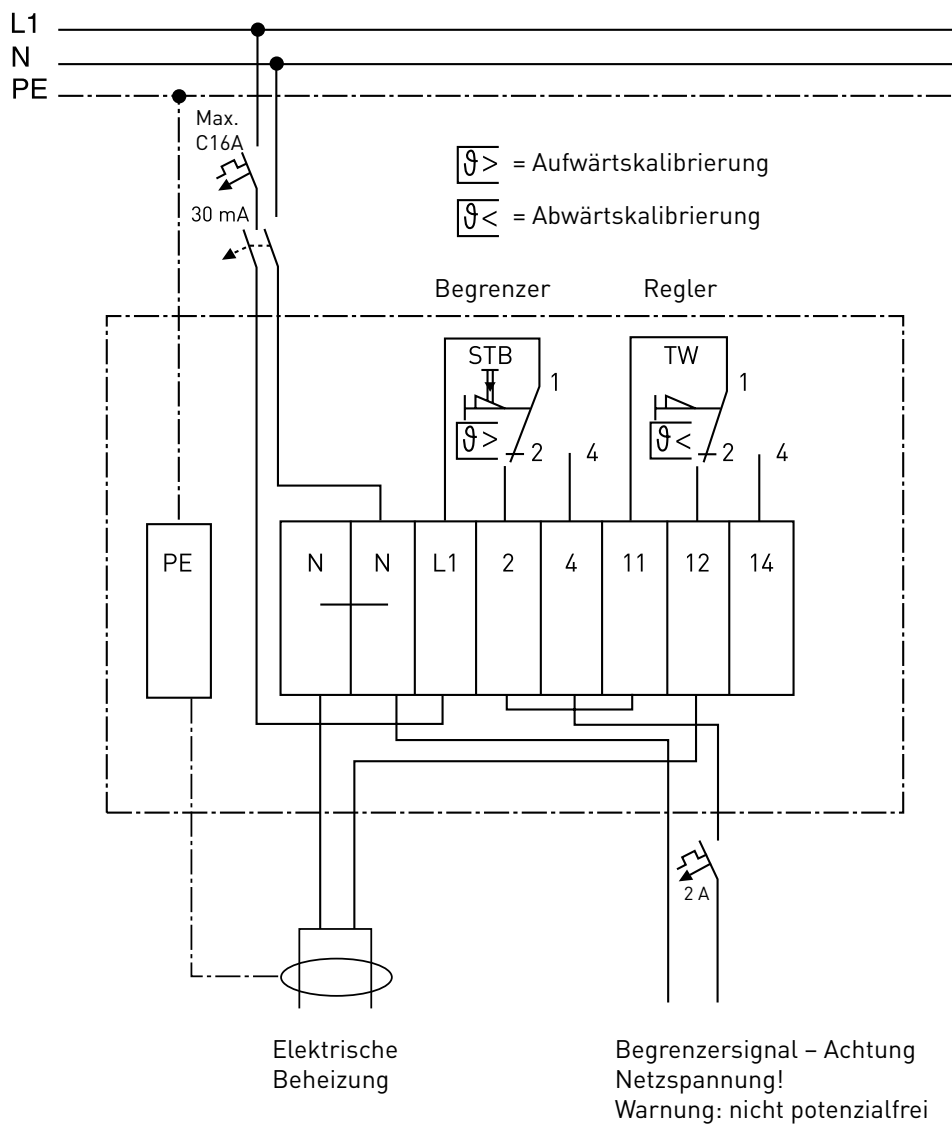 L1
N
PE
Max.
C16A
30 mA
ϑ> = Aufwärtskalibrierung
ϑ< = Abwärtskalibrierung
Begrenzer
Regler
STB
1
ϑ>
2
4
TW
1
ϑ<
2
4
PE
N
N
L1
2
4
11
12
14
2 A
Elektrische
Beheizung
Begrenzersignal – Achtung
Netzspannung!
Warnung: nicht potenzialfrei